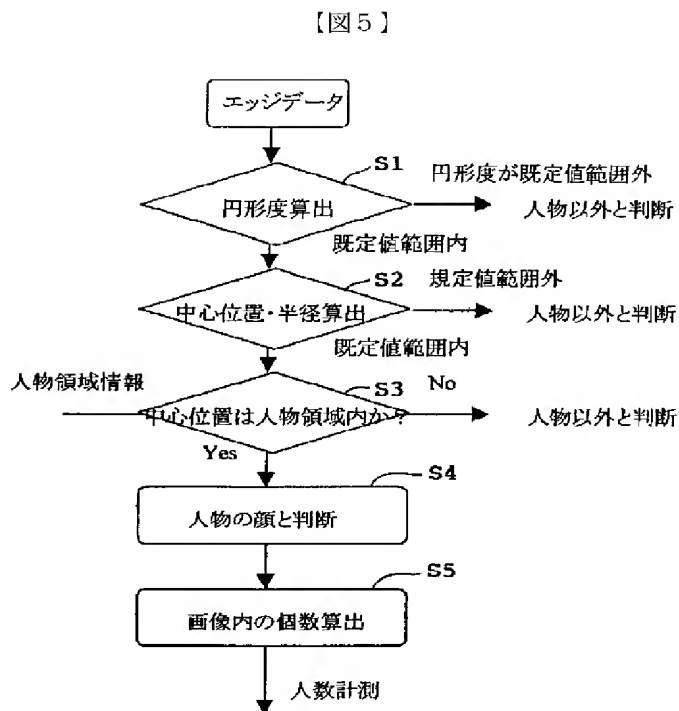 【図5】
エッジデータ
S1
円形度が既定値範囲外
円形度算出
人物以外と判断
既定値範囲内
S2
規定値範囲外
中心位置・半径算出
人物以外と判断
既定値範囲内
人物領域情報
S3
No
中心位置は人物領域内か?
人物以外と判断
Yes
S4
人物の顔と判断
S5
画像内の個数算出
人数計測